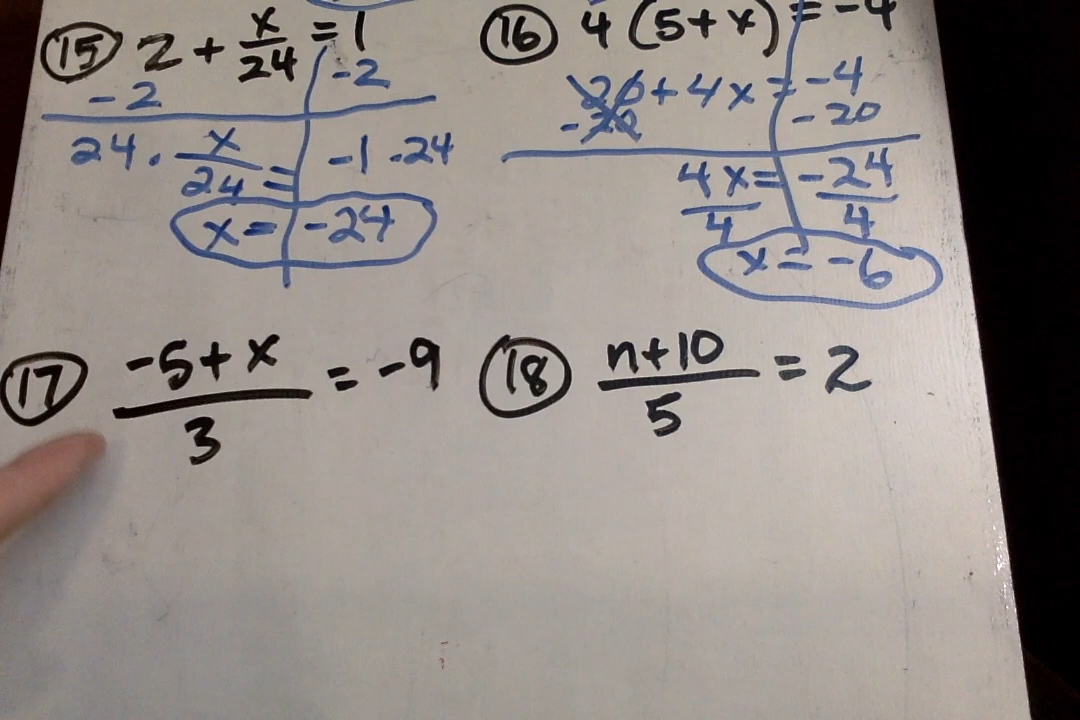 15 2 + x/24 = 1
-2 -2
24 · x/24 = -1 · 24
x = -24
16 4 (5 + x) = -4
20 + 4x = -4
-20 -20
4x/4 = -24/4
x = -6
17 -5 + x/3 = -9
18 n + 10/5 = 2